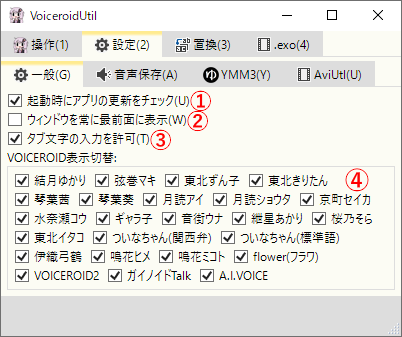 VoiceroidUtil
操作(1) 設定(2) 置換(3) .exo(4)
一般(G) 音声保存(A) ゆ YMM3(Y) AviUtl(U)
起動時にアプリの更新をチェック(U) ①
ウィンドウを常に最前面に表示(W) ②
タブ文字の入力を許可(T) ③
VOICEROID表示切替:
結月ゆかり 弦巻マキ 東北ずん子 東北きりたん ④
琴葉茜 琴葉葵 月読アイ 月読ショウタ 京町セイカ
水奈瀬コウ ギャラ子 音街ウナ 紲星あかり 桜乃そら
東北イタコ ついなちゃん(関西弁) ついなちゃん(標準語)
伊織弓鶴 鳴花ヒメ 鳴花ミコト flower(フラワ)
VOICEROID2 ガイノイドTalk A.I.VOICE